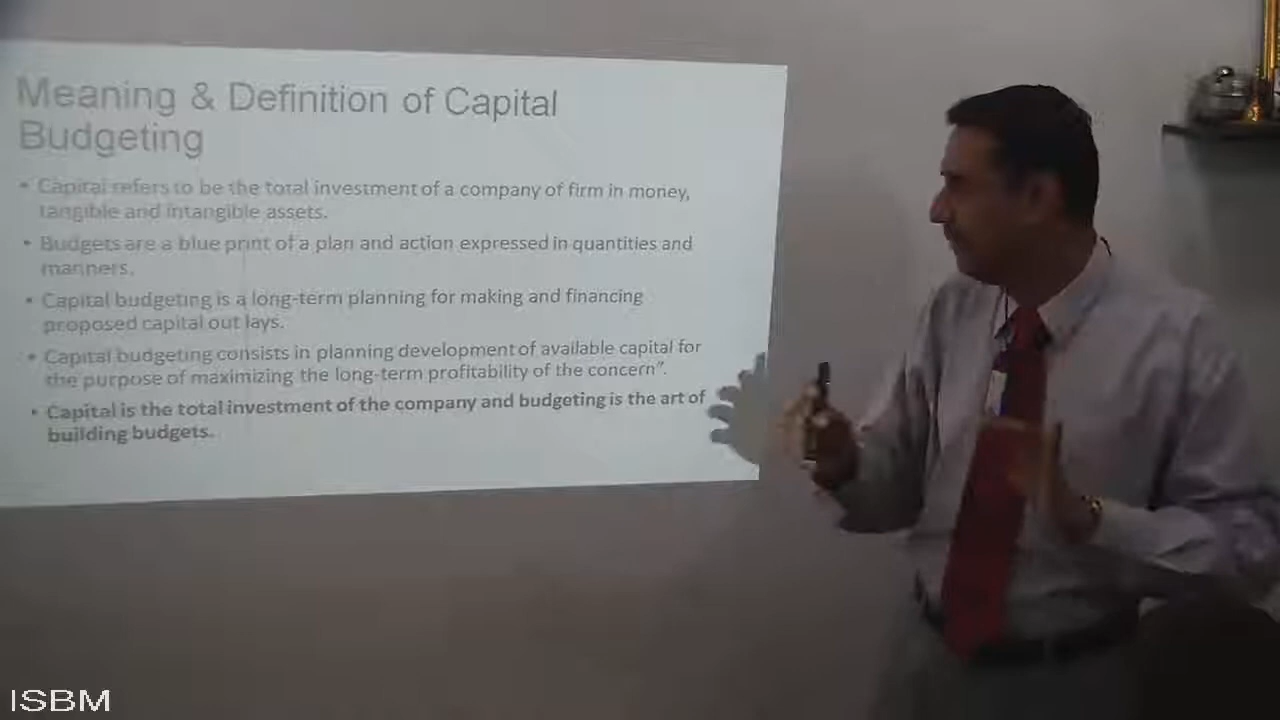 Meaning & Definition of Capital
Budgeting
• Capital refers to be the total investment of a company of firm in money,
tangible and intangible assets.
• Budgets are a blue print of a plan and action expressed in quantities and
manners.
• Capital budgeting is a long-term planning for making and financing
proposed capital out lays.
• Capital budgeting consists in planning development of available capital for
the purpose of maximizing the long-term profitability of the concern”.
• Capital is the total investment of the company and budgeting is the art of
building budgets.
ISBM